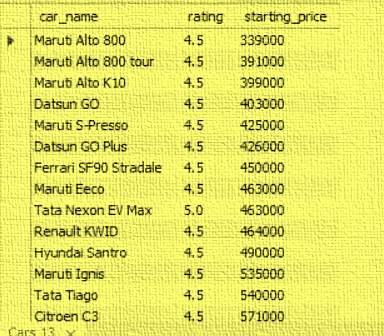 car_name rating starting_price
Maruti Alto 800 4.5 339000
Maruti Alto 800 tour 4.5 391000
Maruti Alto K10 4.5 399000
Datsun GO 4.5 403000
Maruti S-Presso 4.5 425000
Datsun GO Plus 4.5 426000
Ferrari SF90 Stradale 4.5 450000
Maruti Eeco 4.5 463000
Tata Nexon EV Max 5.0 463000
Renault KWID 4.5 464000
Hyundai Santro 4.5 490000
Maruti Ignis 4.5 535000
Tata Tiago 4.5 540000
Citroen C3 4.5 571000
Cars 13